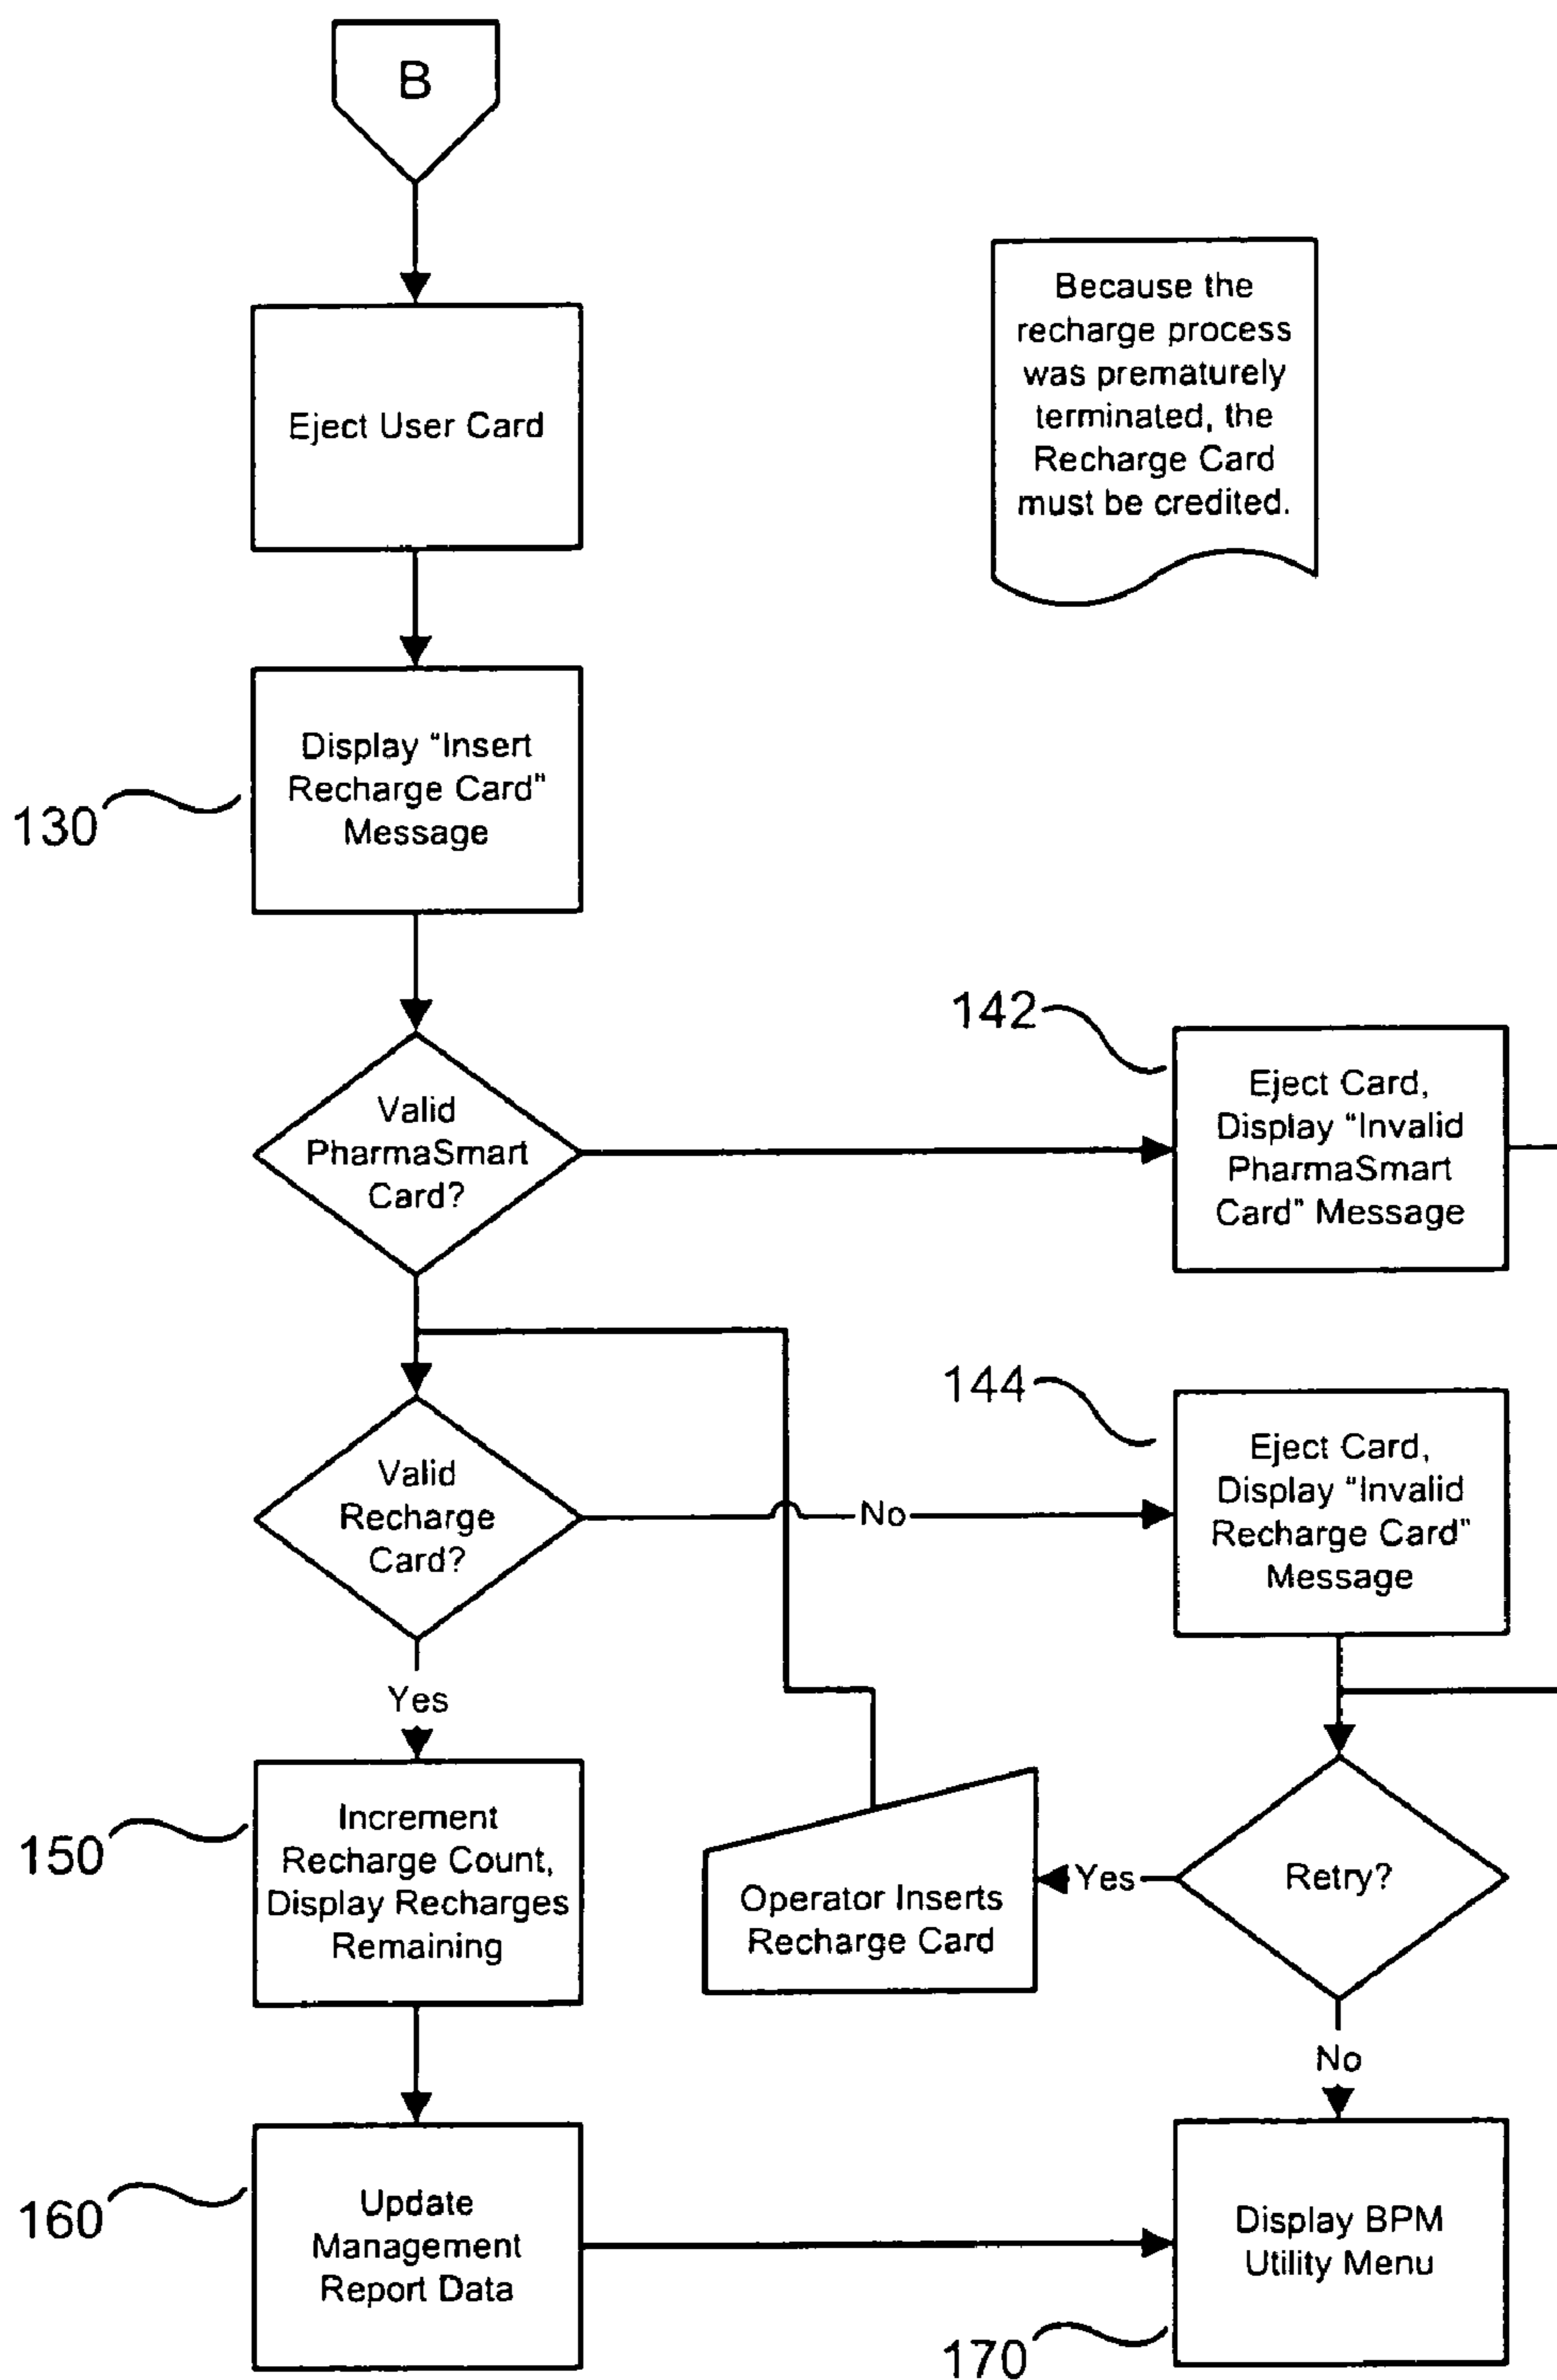 B
Eject User Card
Because the
recharge process
was prematurely
terminated, the
Recharge Card
must be credited.
Display “Insert
Recharge Card”
Message
130
Valid
PharmaSmart
Card?
142
Eject Card,
Display “Invalid
PharmaSmart
Card” Message
Valid
Recharge
Card?
No
144
Eject Card,
Display “Invalid
Recharge Card”
Message
Yes
150
Increment
Recharge Count,
Display Recharges
Remaining
Operator Inserts
Recharge Card
Yes
Retry?
No
160
Update
Management
Report Data
Display BPM
Utility Menu
170